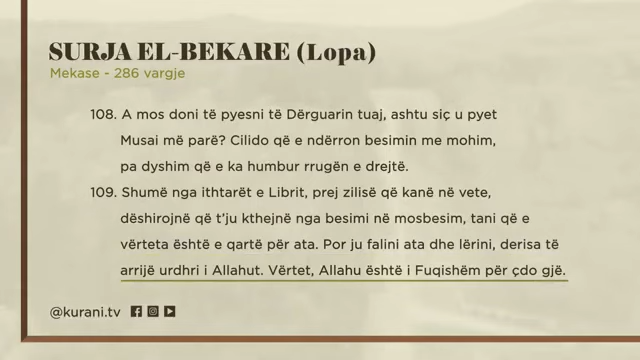 SURJA EL-BEKARE (Lopa)
Mekase - 286 vargje
108. A mos doni të pyesni të Dërguarin tuaj, ashtu siç u pyet
Musai më parë? Cilido që e ndërron besimin me mohim,
pa dyshim që e ka humbur rrugën e drejtë.
109. Shumë nga ithtarët e Librit, prej zilisë që kanë në vete,
dëshirojnë që t'ju kthejnë nga besimi në mosbesim, tani që e
vërteta është e qartë për ata. Por ju falini ata dhe lërini, derisa të
arrijë urdhri i Allahut. Vërtet, Allahu është i Fuqishëm për çdo gjë.
@kurani.tv